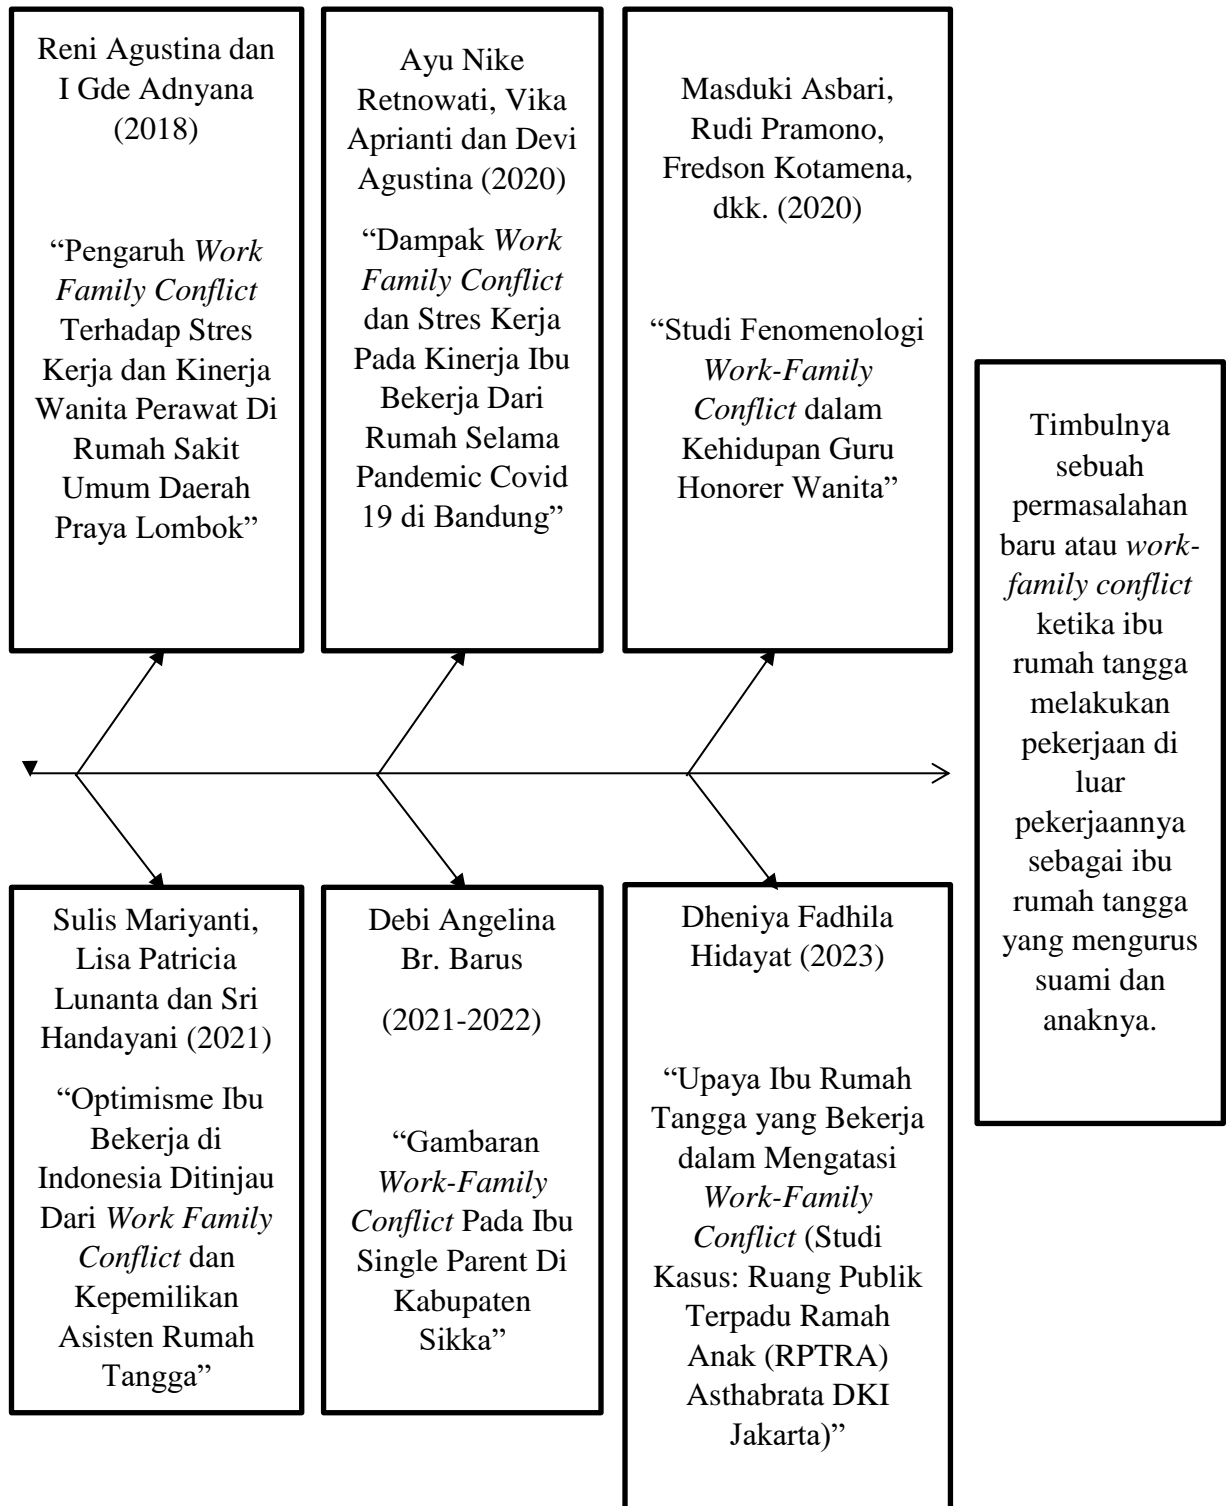 Reni Agustina dan
I Gde Adnyana
(2018)
“Pengaruh Work
Family Conflict
Terhadap Stres
Kerja dan Kinerja
Wanita Perawat Di
Rumah Sakit
Umum Daerah
Praya Lombok”
Ayu Nike
Retnowati, Vika
Aprianti dan Devi
Agustina (2020)
“Dampak Work
Family Conflict
dan Stres Kerja
Pada Kinerja Ibu
Bekerja Dari
Rumah Selama
Pandemic Covid
19 di Bandung”
Masduki Asbari,
Rudi Pramono,
Fredson Kotamena,
dkk. (2020)
“Studi Fenomenologi
Work-Family
Conflict dalam
Kehidupan Guru
Honorer Wanita”
Timbulnya
sebuah
permasalahan
baru atau work-
family conflict
ketika ibu
rumah tangga
melakukan
pekerjaan di
luar
pekerjaannya
sebagai ibu
rumah tangga
yang mengurus
suami dan
anaknya.
Sulis Mariyanti,
Lisa Patricia
Lunanta dan Sri
Handayani (2021)
“Optimisme Ibu
Bekerja di
Indonesia Ditinjau
Dari Work Family
Conflict dan
Kepemilikan
Asisten Rumah
Tangga”
Debi Angelina
Br. Barus
(2021-2022)
“Gambaran
Work-Family
Conflict Pada Ibu
Single Parent Di
Kabupaten
Sikka”
Dheniya Fadhila
Hidayat (2023)
“Upaya Ibu Rumah
Tangga yang Bekerja
dalam Mengatasi
Work-Family
Conflict (Studi
Kasus: Ruang Publik
Terpadu Ramah
Anak (RPTRA)
Asthabrata DKI
Jakarta)”